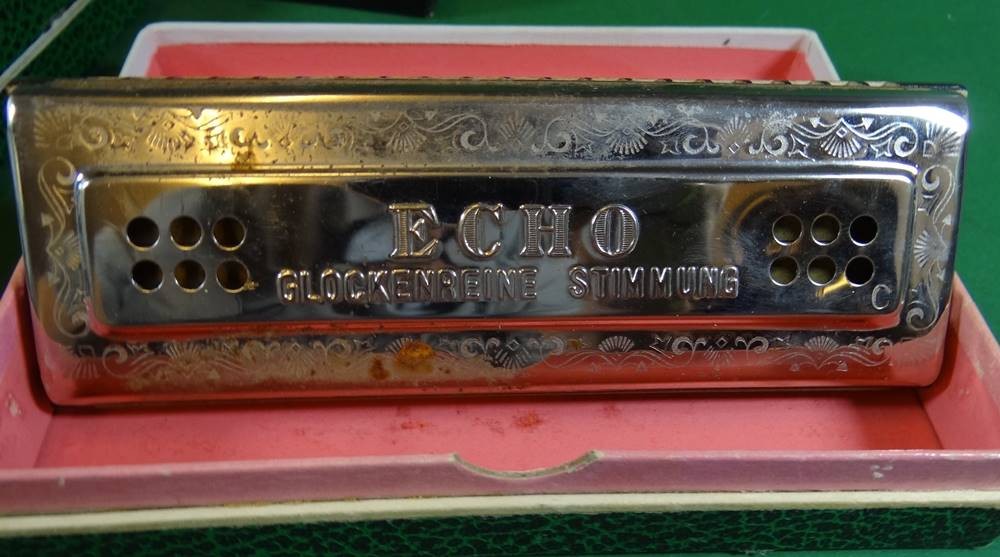 ECHO
GLOCKENREINE STIMMUNG
C